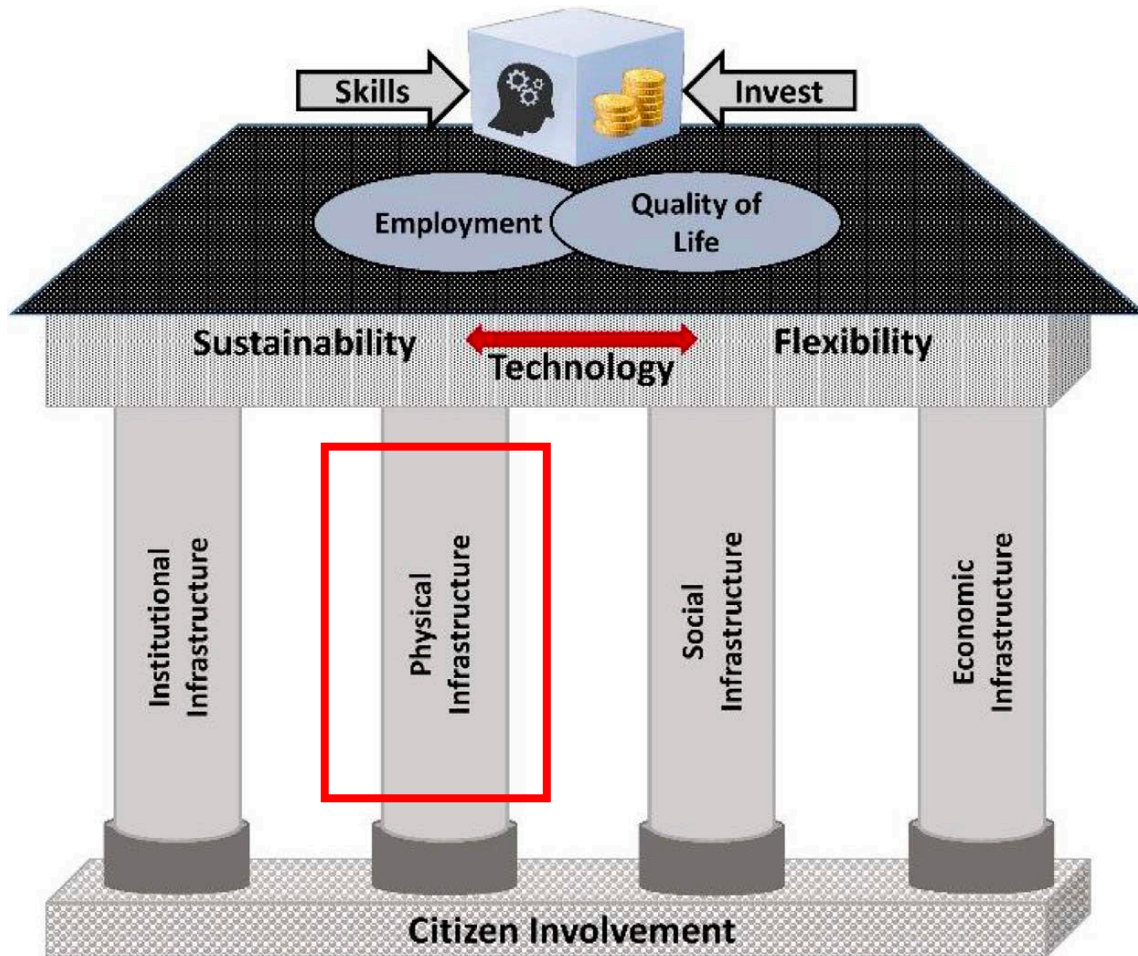 Skills
Invest
Employment
Quality of
Life
Sustainability
Technology
Flexibility
Institutional
Infrastructure
Physical
Infrastructure
Social
Infrastructure
Economic
Infrastructure
Citizen Involvement